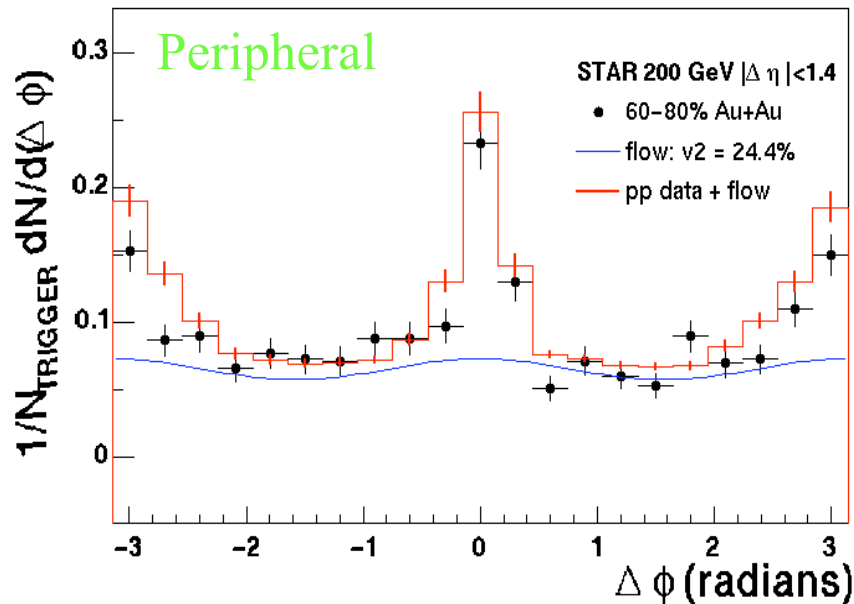 Peripheral
STAR 200 GeV |Δ η|<1.4
60-80% Au+Au
flow: v2 = 24.4%
pp data + flow
1/N_TRIGGER dN/d(Δ ϕ)
0.3
0.2
0.1
0
-3 -2 -1 0 1 2 3
Δ ϕ (radians)